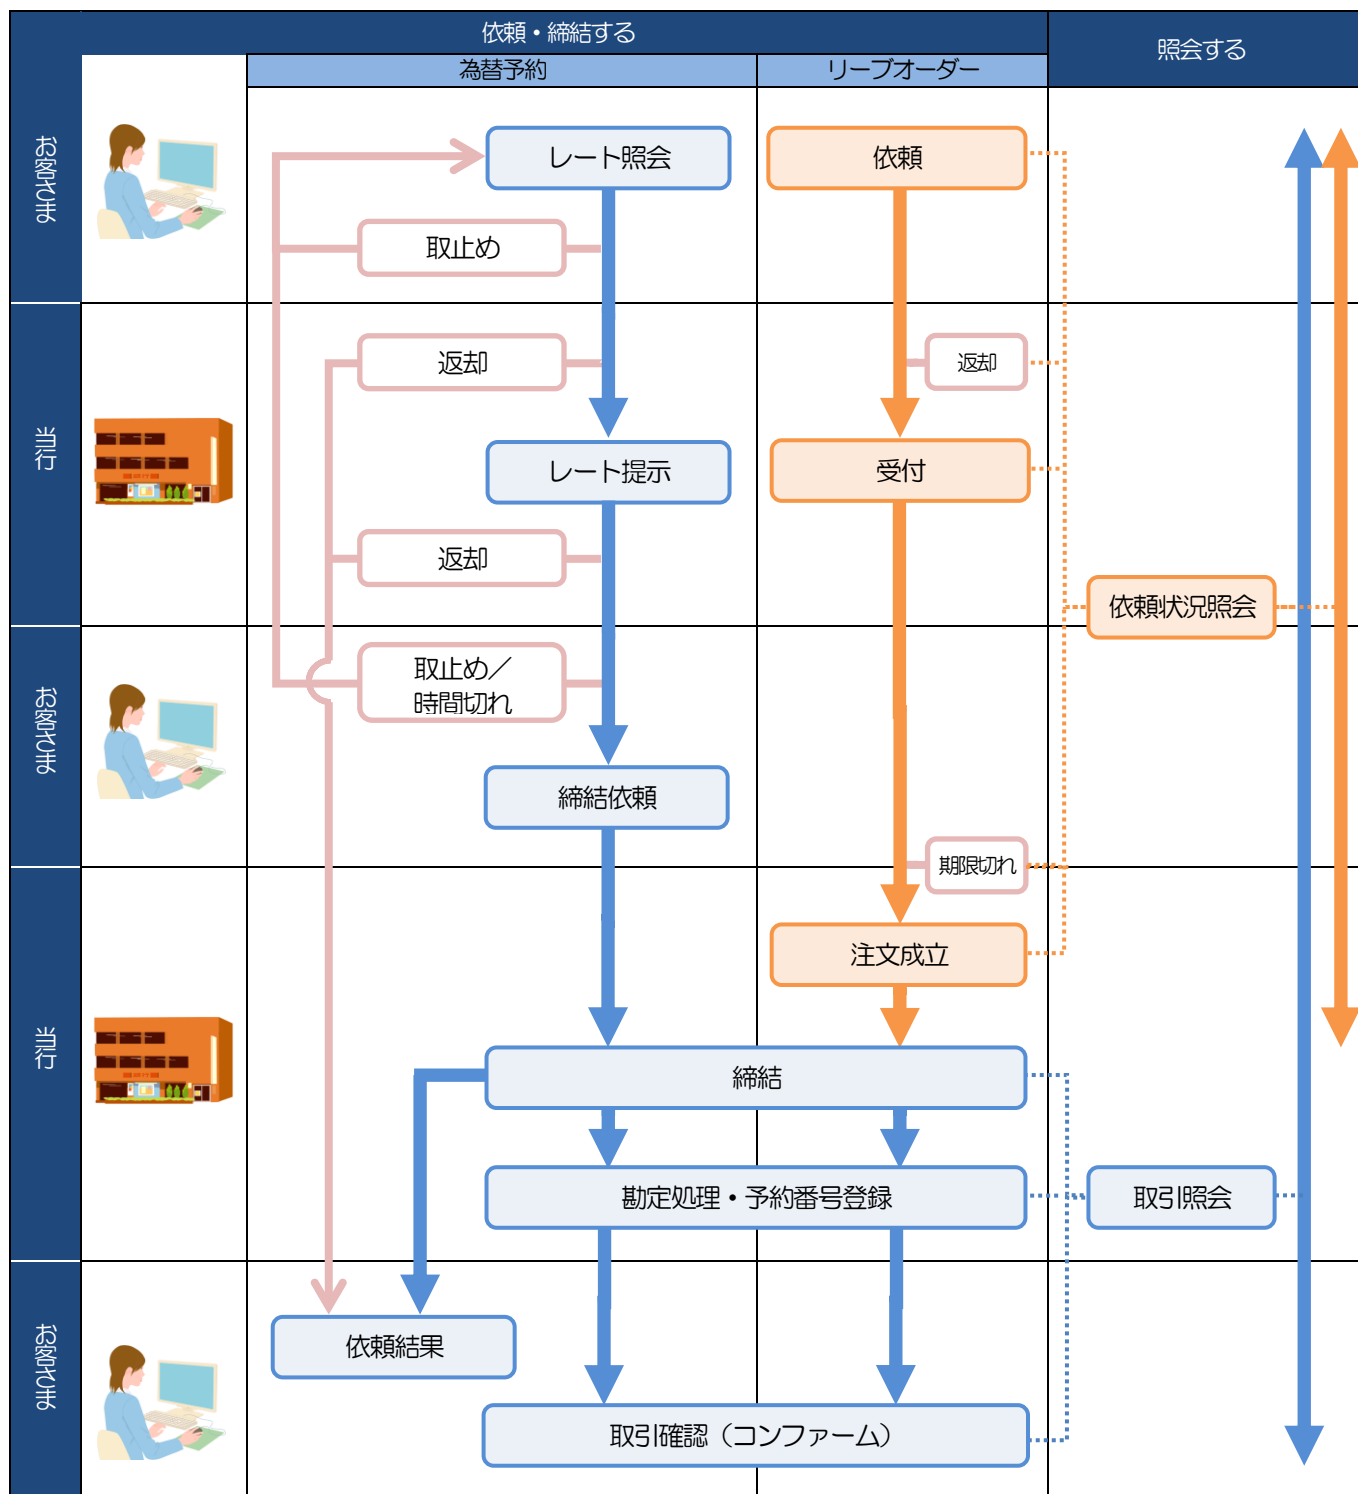 依頼・締結する
照会する
為替予約
リーブオーダー
お客さま
レート照会
依頼
取止め
当行
返却
返却
レート提示
受付
返却
依頼状況照会
お客さま
取止め／
時間切れ
締結依頼
期限切れ
当行
注文成立
締結
勘定処理・予約番号登録
取引照会
お客さま
依頼結果
取引確認（コンファーム）